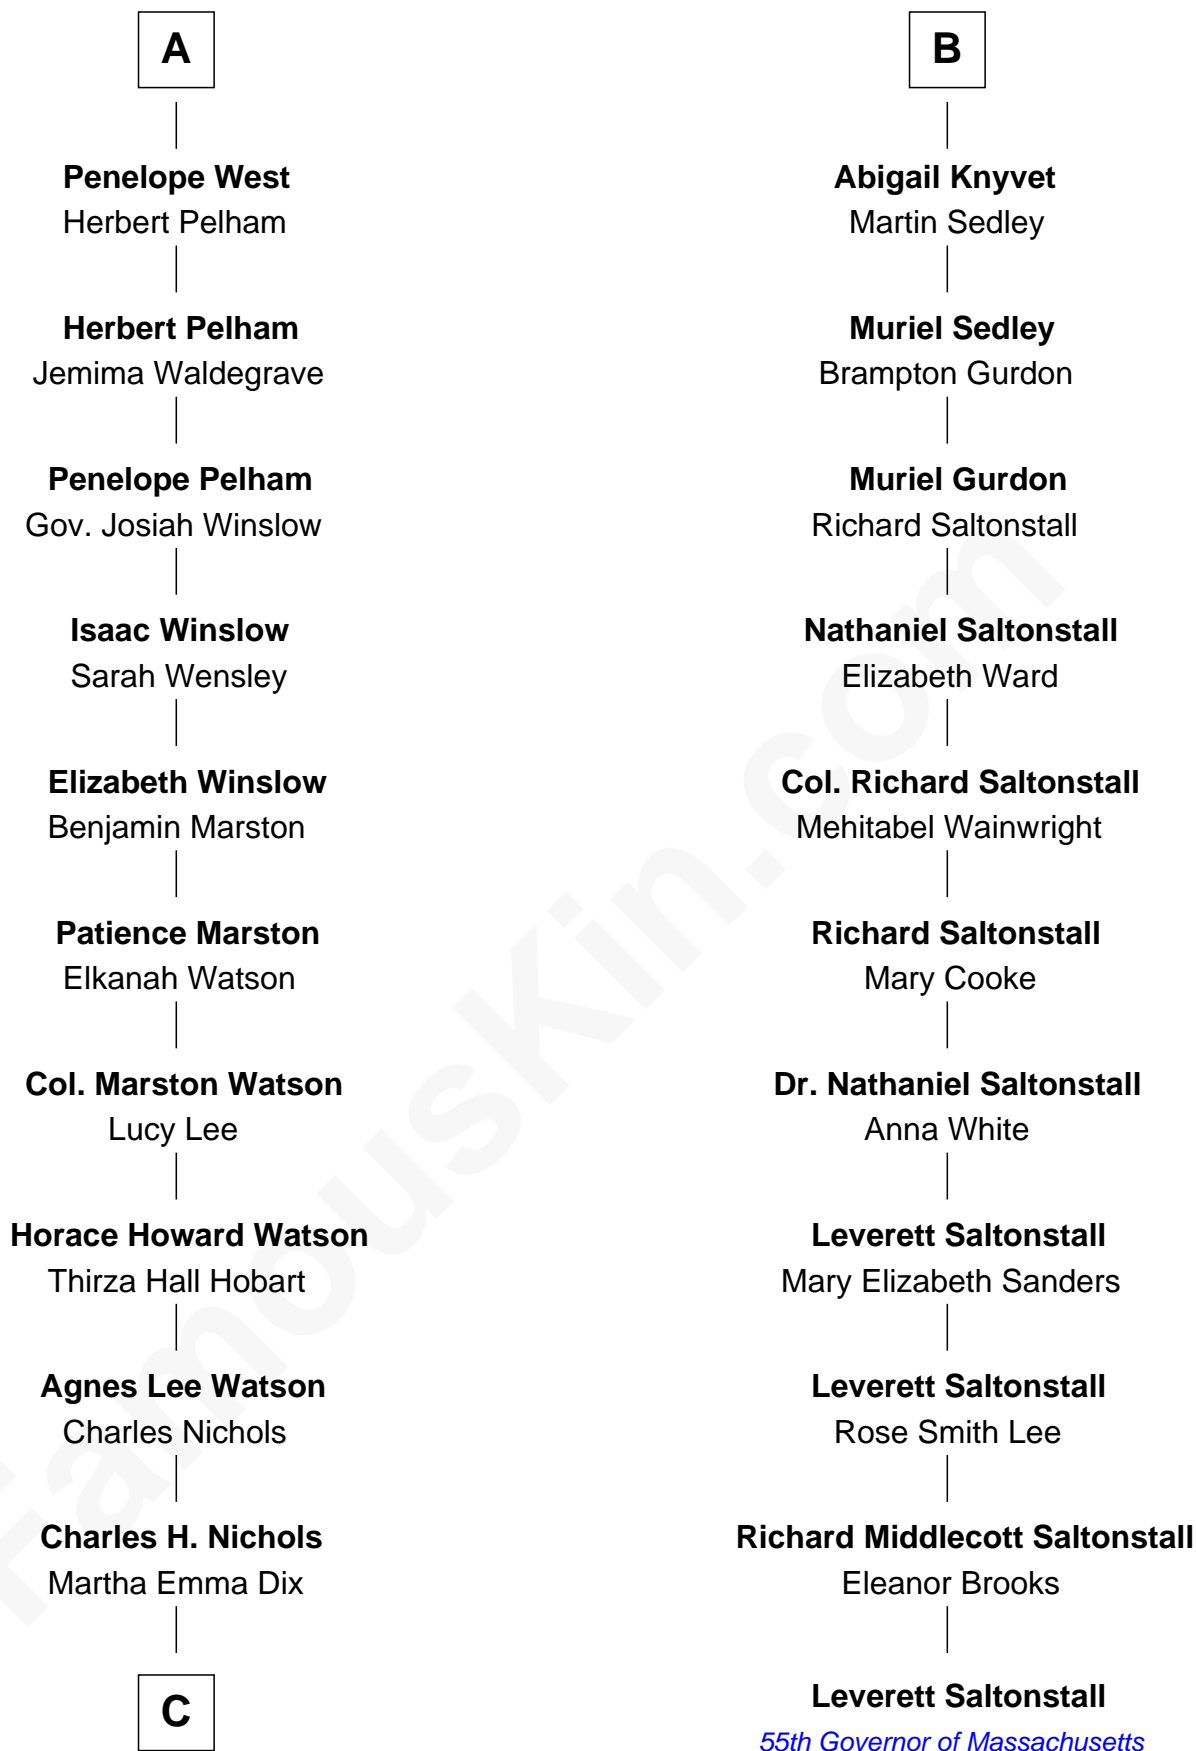 A
Penelope West
Herbert Pelham
Herbert Pelham
Jemima Waldegrave
Penelope Pelham
Gov. Josiah Winslow
Isaac Winslow
Sarah Wensley
Elizabeth Winslow
Benjamin Marston
Patience Marston
Elkanah Watson
Col. Marston Watson
Lucy Lee
Horace Howard Watson
Thirza Hall Hobart
Agnes Lee Watson
Charles Nichols
Charles H. Nichols
Martha Emma Dix
C
B
Abigail Knyvet
Martin Sedley
Muriel Sedley
Brampton Gurdon
Muriel Gurdon
Richard Saltonstall
Nathaniel Saltonstall
Elizabeth Ward
Col. Richard Saltonstall
Mehitabel Wainwright
Richard Saltonstall
Mary Cooke
Dr. Nathaniel Saltonstall
Anna White
Leverett Saltonstall
Mary Elizabeth Sanders
Leverett Saltonstall
Rose Smith Lee
Richard Middlecott Saltonstall
Eleanor Brooks
Leverett Saltonstall
55th Governor of Massachusetts
FamousKin.com